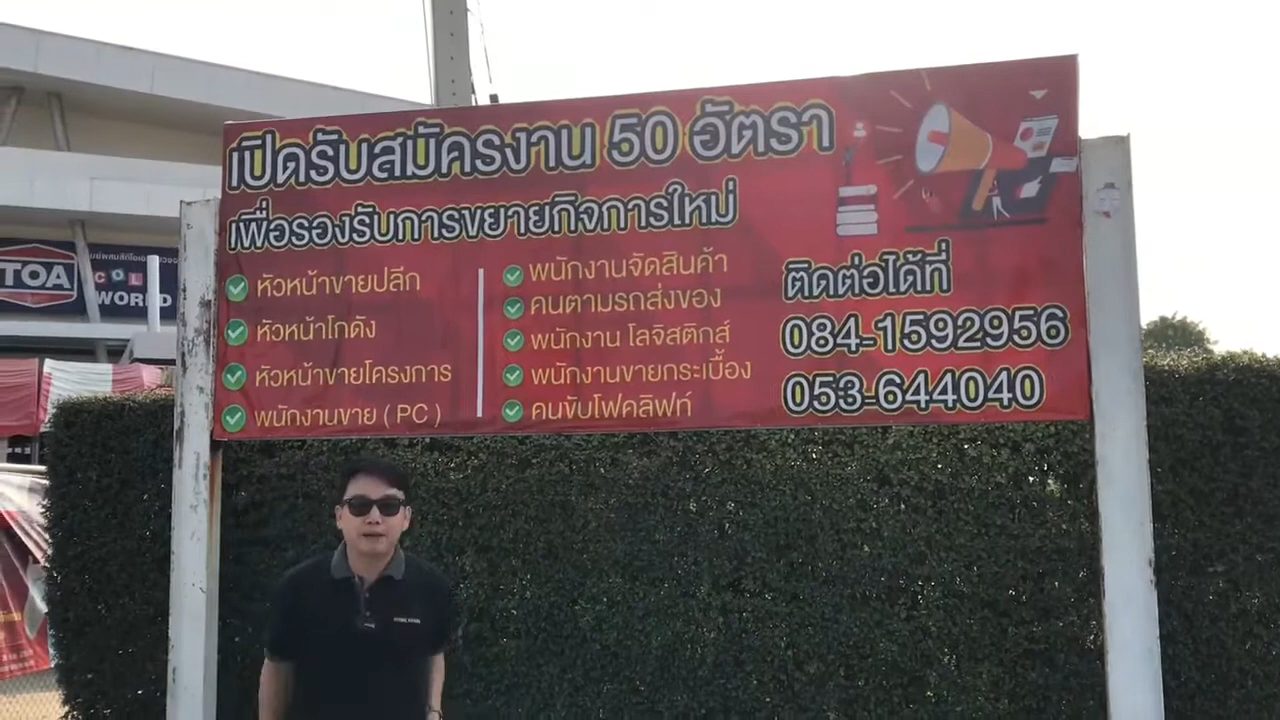 เปิดรับสมัครงาน 50 อัตรา
เพื่อรองรับการขยายกิจการใหม่
หัวหน้าขายปลีก
หัวหน้าโกดัง
หัวหน้าขายโครงการ
พนักงานขาย ( PC )
พนักงานจัดสินค้า
คนตามรถส่งของ
พนักงาน โลจิสติกส์
พนักงานขายกระเบื้อง
คนขับโฟคลิฟท์
ติดต่อได้ที่
084-1592956
053-644040
TOA
WORLD